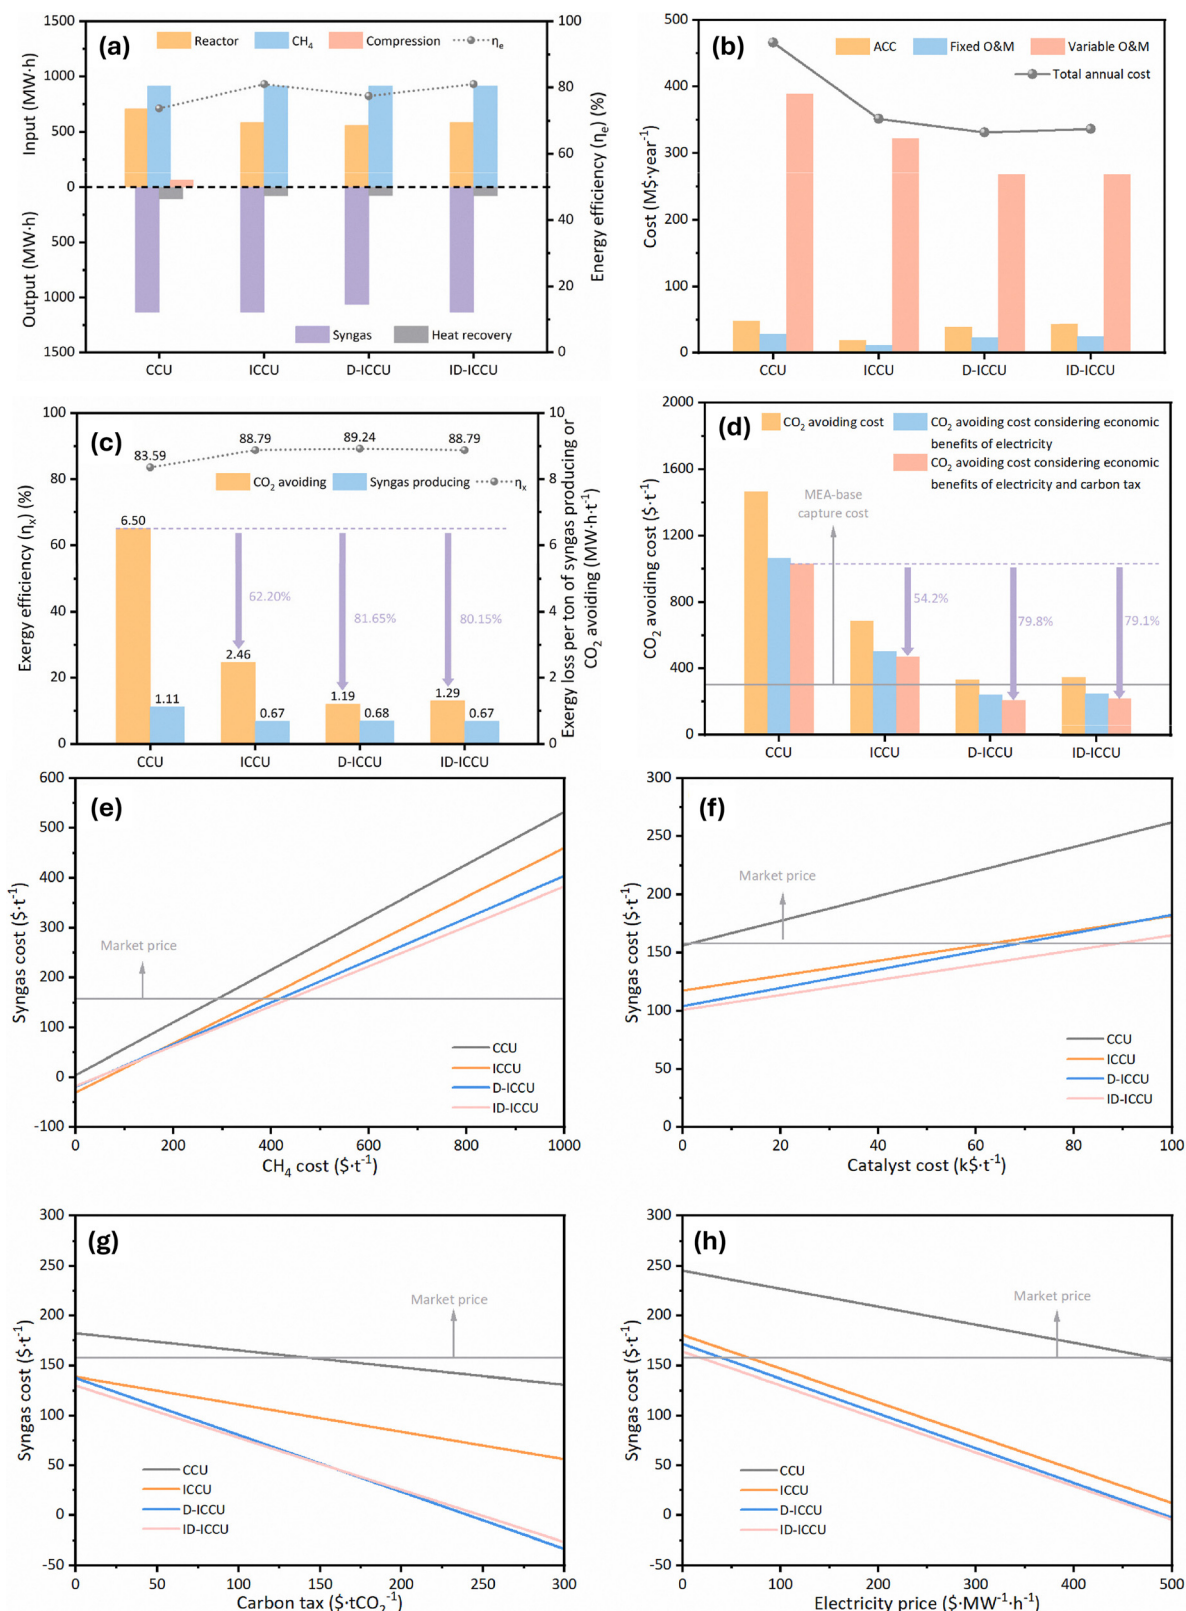 (a)
Reactor CH4 Compression ηe
Input (MW·h)
Output (MW·h)
1500
1000
500
0
500
1000
1500
100
80
60
40
20
0
Energy efficiency (ηe) (%)
Syngas Heat recovery
CCU ICCU D-ICCU ID-ICCU
(b)
ACC Fixed O&M Variable O&M
Total annual cost
Cost (M$·year-1)
500
400
300
200
100
0
CCU ICCU D-ICCU ID-ICCU
(c)
83.59 88.79 89.24 88.79
CO2 avoiding Syngas producing ηx
Exergy efficiency (ηx) (%)
100
80
60
40
20
0
6.50
62.20% 81.65% 80.15%
2.46
1.11 0.67 1.19 0.68 1.29 0.67
10
8
6
4
2
0
Exergy loss per ton of syngas producing or
CO2 avoiding (MW·h·t-1)
CCU ICCU D-ICCU ID-ICCU
(d)
CO2 avoiding cost
CO2 avoiding cost considering economic
benefits of electricity
CO2 avoiding cost considering economic
benefits of electricity and carbon tax
MEA-base
capture cost
CO2 avoiding cost ($·t-1)
2000
1600
1200
800
400
0
54.2%
79.8%
79.1%
CCU ICCU D-ICCU ID-ICCU
(e)
Syngas cost ($·t-1)
600
500
400
300
200
100
0
-100
Market price
CCU
ICCU
D-ICCU
ID-ICCU
0 200 400 600 800 1000
CH4 cost ($·t-1)
(f)
Syngas cost ($·t-1)
300
250
200
150
100
50
0
Market price
CCU
ICCU
D-ICCU
ID-ICCU
0 20 40 60 80 100
Catalyst cost (k$·t-1)
(g)
Syngas cost ($·t-1)
300
250
200
150
100
50
0
-50
Market price
CCU
ICCU
D-ICCU
ID-ICCU
0 50 100 150 200 250 300
Carbon tax ($·tCO2-1)
(h)
Syngas cost ($·t-1)
300
250
200
150
100
50
0
-50
Market price
CCU
ICCU
D-ICCU
ID-ICCU
0 100 200 300 400 500
Electricity price ($·MW-1·h-1)